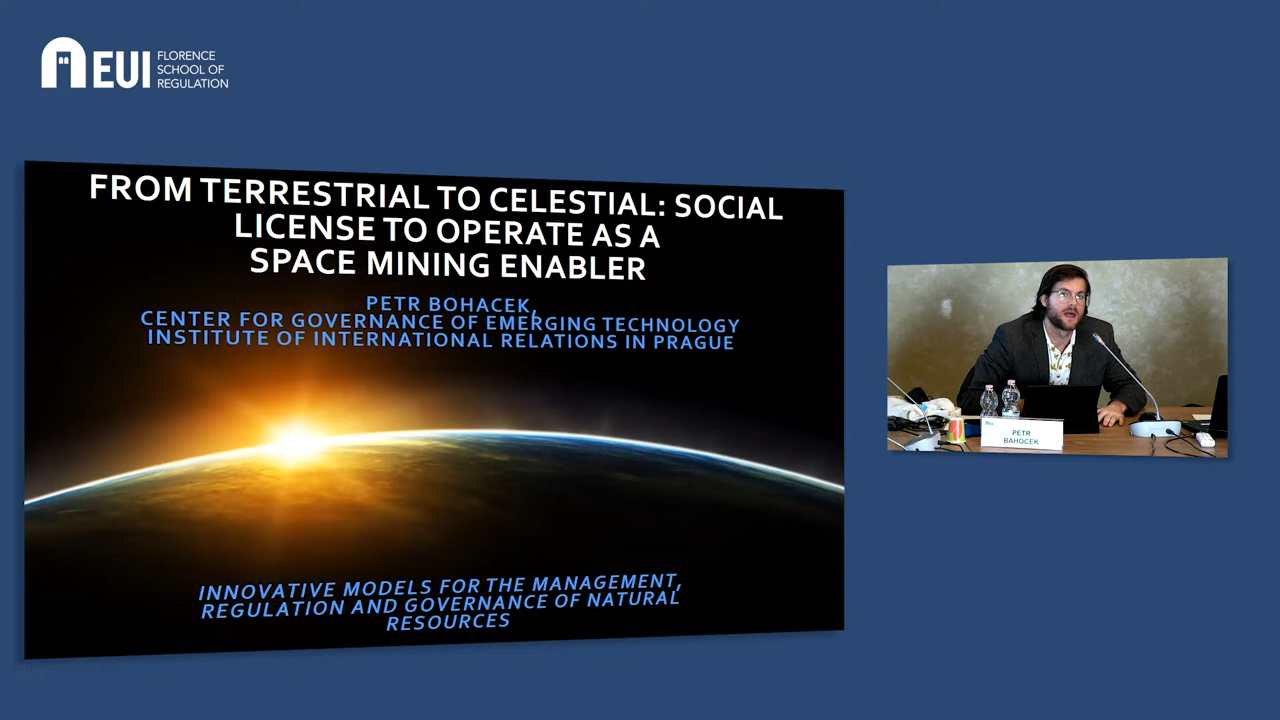 EUI
FLORENCE
SCHOOL OF
REGULATION
FROM TERRESTRIAL TO CELESTIAL: SOCIAL
LICENSE TO OPERATE AS A
SPACE MINING ENABLER
PETR BOHACEK,
CENTER FOR GOVERNANCE OF EMERGING TECHNOLOGY
INSTITUTE OF INTERNATIONAL RELATIONS IN PRAGUE
INNOVATIVE MODELS FOR THE MANAGEMENT,
REGULATION AND GOVERNANCE OF NATURAL
RESOURCES
PETR
BAHOCEK